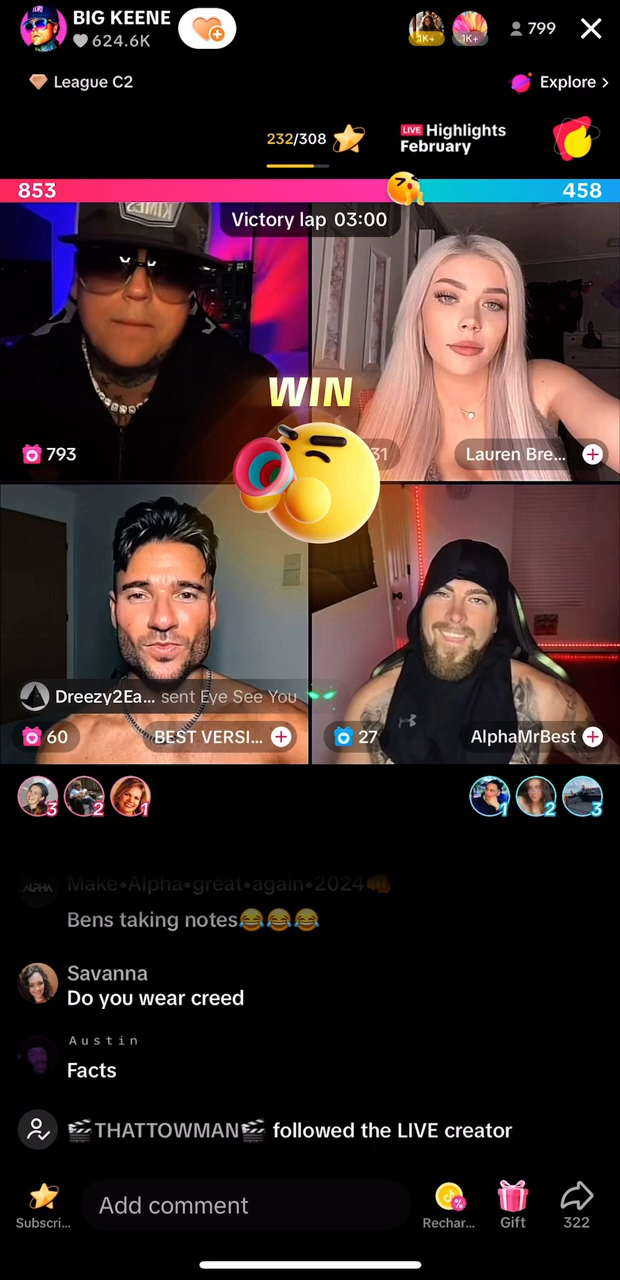 BIG KEENE
624.6K
1K+
1K+
799
League C2
Explore >
232/308
LIVE Highlights
February
853
458
Victory lap 03:00
WIN
793
31
Lauren Bre...
Dreezy2Ea... sent Eye See You
60
BEST VERSI...
27
AlphaMrBest
3
2
1
1
2
3
ALPHA
Make•Alpha•great•again•2024👊
Bens taking notes😂😂😂
Savanna
Do you wear creed
Austin
Facts
🎬THATTOWMAN🎬 followed the LIVE creator
Add comment
Subscri...
Rechar...
Gift
322